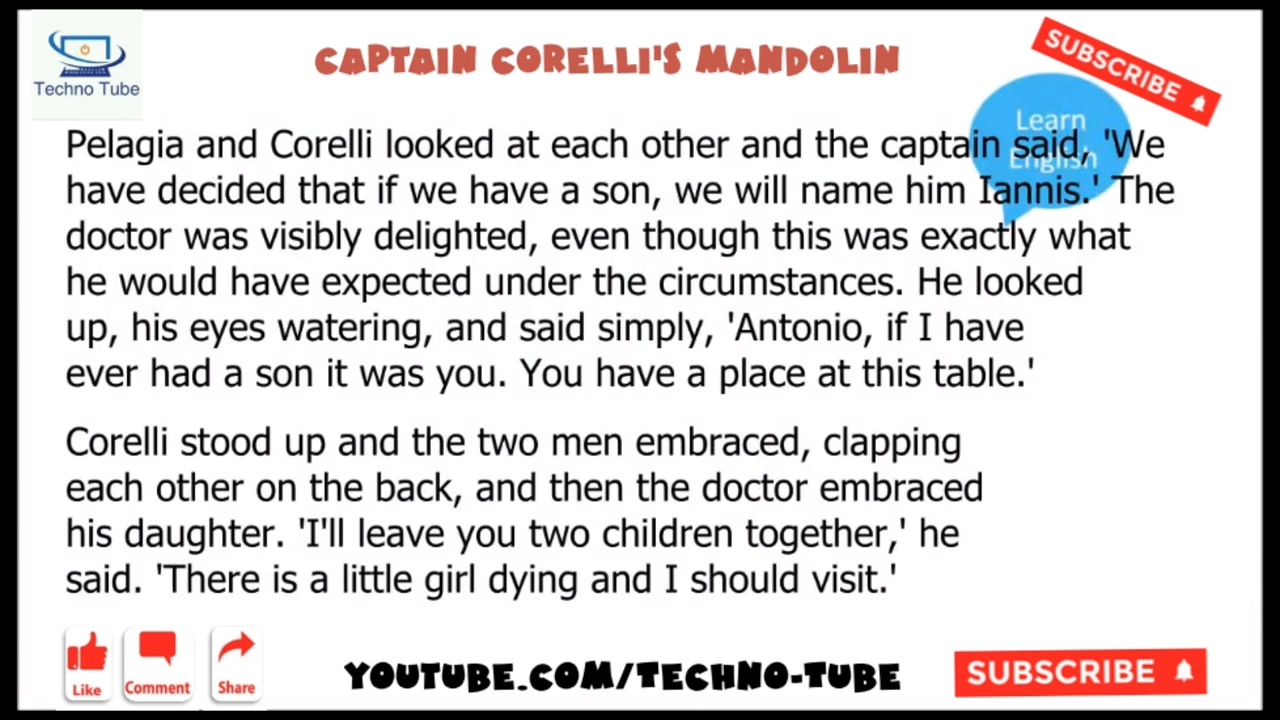 Techno Tube
CAPTAIN CORELLI'S MANDOLIN
SUBSCRIBE
Learn
English
Pelagia and Corelli looked at each other and the captain said, 'We
have decided that if we have a son, we will name him Iannis.' The
doctor was visibly delighted, even though this was exactly what
he would have expected under the circumstances. He looked
up, his eyes watering, and said simply, 'Antonio, if I have
ever had a son it was you. You have a place at this table.'
Corelli stood up and the two men embraced, clapping
each other on the back, and then the doctor embraced
his daughter. 'I'll leave you two children together,' he
said. 'There is a little girl dying and I should visit.'
Like
Comment
Share
YOUTUBE.COM/TECHNO-TUBE
SUBSCRIBE